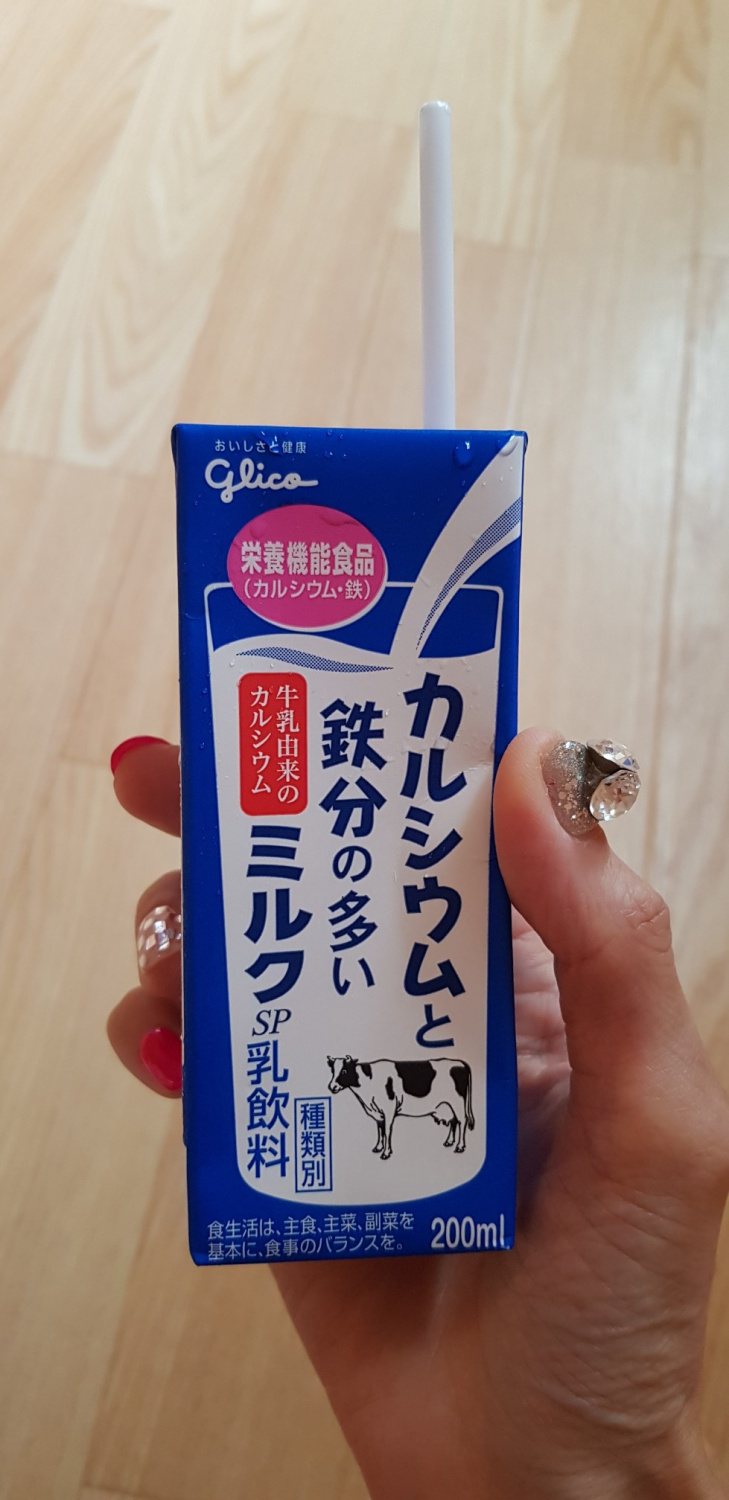 おいしさと健康
glico
栄養機能食品
（カルシウム・鉄）
カルシウムと
鉄分の多い
牛乳由来の
カルシウム
ミルク
SP
種類別
乳飲料
食生活は、主食、主菜、副菜を
基本に、食事のバランスを。
200ml